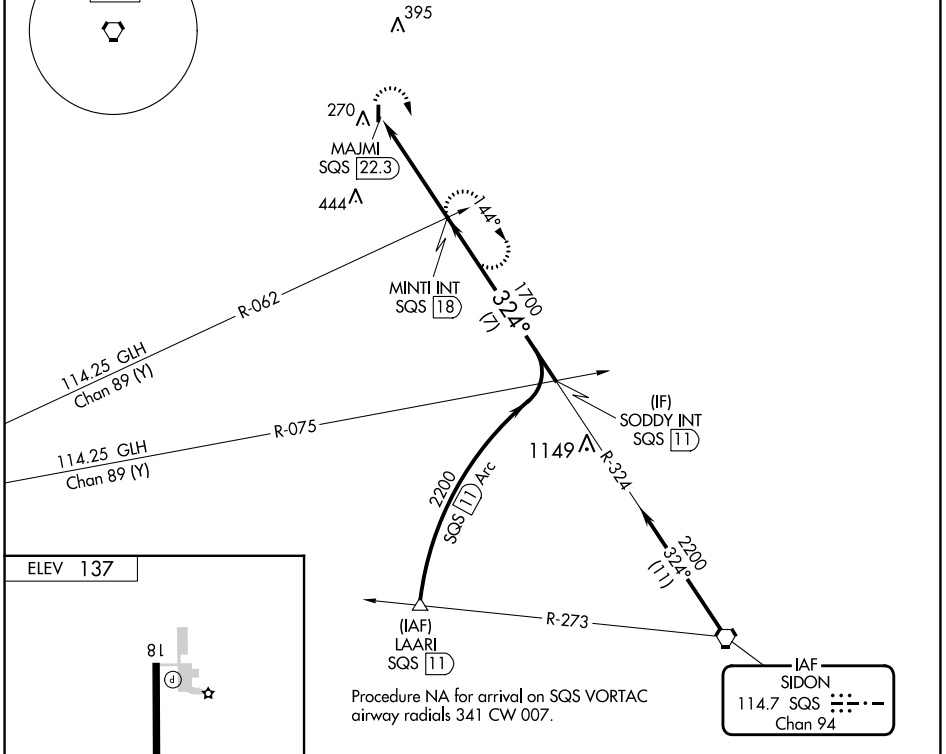 395
270
MAJMI
SQS 22.3
444
144°
MINTI INT
SQS 18
1700
324°
(7)
R-062
114.25 GLH
Chan 89 (Y)
R-075
114.25 GLH
Chan 89 (Y)
(IF)
SODDY INT
SQS 11
1149
R-324
2200
SQS 11 Arc
2200
324°
(11)
ELEV 137
R-273
(IAF)
LAARI
SQS 11
18
P
IAF
SIDON
114.7 SQS
Chan 94
Procedure NA for arrival on SQS VORTAC
airway radials 341 CW 007.